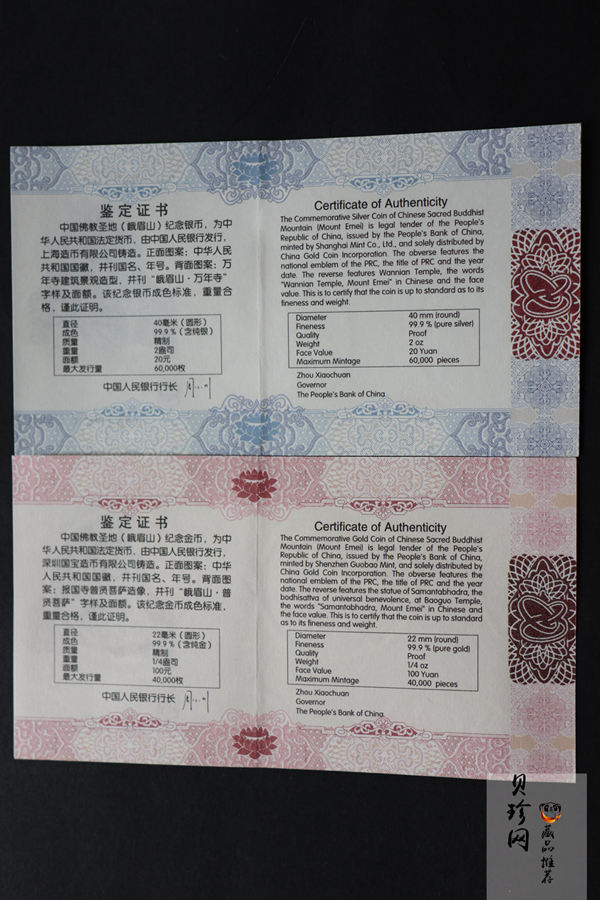 鉴定证书
中国佛教圣地（峨眉山）纪念银币，为中
华人民共和国法定货币，由中国人民银行发行，
上海造币有限公司铸造。正面图案：中华人民
共和国国徽，并刊国名、年号。背面图案：万
年寺建筑景观造型，并刊“峨眉山·万年寺”
字样及面额。该纪念银币成色标准，重量合
格，谨此证明。
直径 40毫米（圆形）
成色 99.9％（含纯银）
质量 精制
重量 2盎司
面额 20元
最大发行量 60,000枚
中国人民银行行长
Certificate of Authenticity
The Commemorative Silver Coin of Chinese Sacred Buddhist
Mountain (Mount Emei) is legal tender of the People's
Republic of China, issued by the People's Bank of China,
minted by Shanghai Mint Co., Ltd., and solely distributed by
China Gold Coin Incorporation. The obverse features the
national emblem of the PRC, the title of PRC and the year
date. The reverse features Wannian Temple, the words
"Wannian Temple, Mount Emei" in Chinese and the face
value. This is to certify that the coin is up to standard as to its
fineness and weight.
Diameter 40 mm (round)
Fineness 99.9 % (pure silver)
Quality Proof
Weight 2 oz
Face Value 20 Yuan
Maximum Mintage 60,000 pieces
Zhou Xiaochuan
Governor
The People's Bank of China
鉴定证书
中国佛教圣地（峨眉山）纪念金币，为中
华人民共和国法定货币，由中国人民银行发行，
深圳国宝造币有限公司铸造。正面图案：中华
人民共和国国徽，并刊国名、年号。背面图
案：报国寺普贤菩萨造像，并刊“峨眉山·普
贤菩萨”字样及面额。该纪念金币成色标准，
重量合格，谨此证明。
直径 22毫米（圆形）
成色 99.9％（含纯金）
质量 精制
重量 1/4盎司
面额 100元
最大发行量 40,000枚
中国人民银行行长
Certificate of Authenticity
The Commemorative Gold Coin of Chinese Sacred Buddhist
Mountain (Mount Emei) is legal tender of the People's
Republic of China, issued by the People's Bank of China,
minted by Shenzhen Guobao Mint, and solely distributed by
China Gold Coin Incorporation. The obverse features the
national emblem of the PRC, the title of PRC and the year
date. The reverse features the statue of Samantabhadra, the
bodhisattva of universal benevolence, at Baoguo Temple,
the words "Samantabhadra, Mount Emei" in Chinese and
the face value. This is to certify that the coin is up to standard
as to its fineness and weight.
Diameter 22 mm (round)
Fineness 99.9 % (pure gold)
Quality Proof
Weight 1/4 oz
Face Value 100 Yuan
Maximum Mintage 40,000 pieces
Zhou Xiaochuan
Governor
The People's Bank of China
贝珍网
藏品推荐